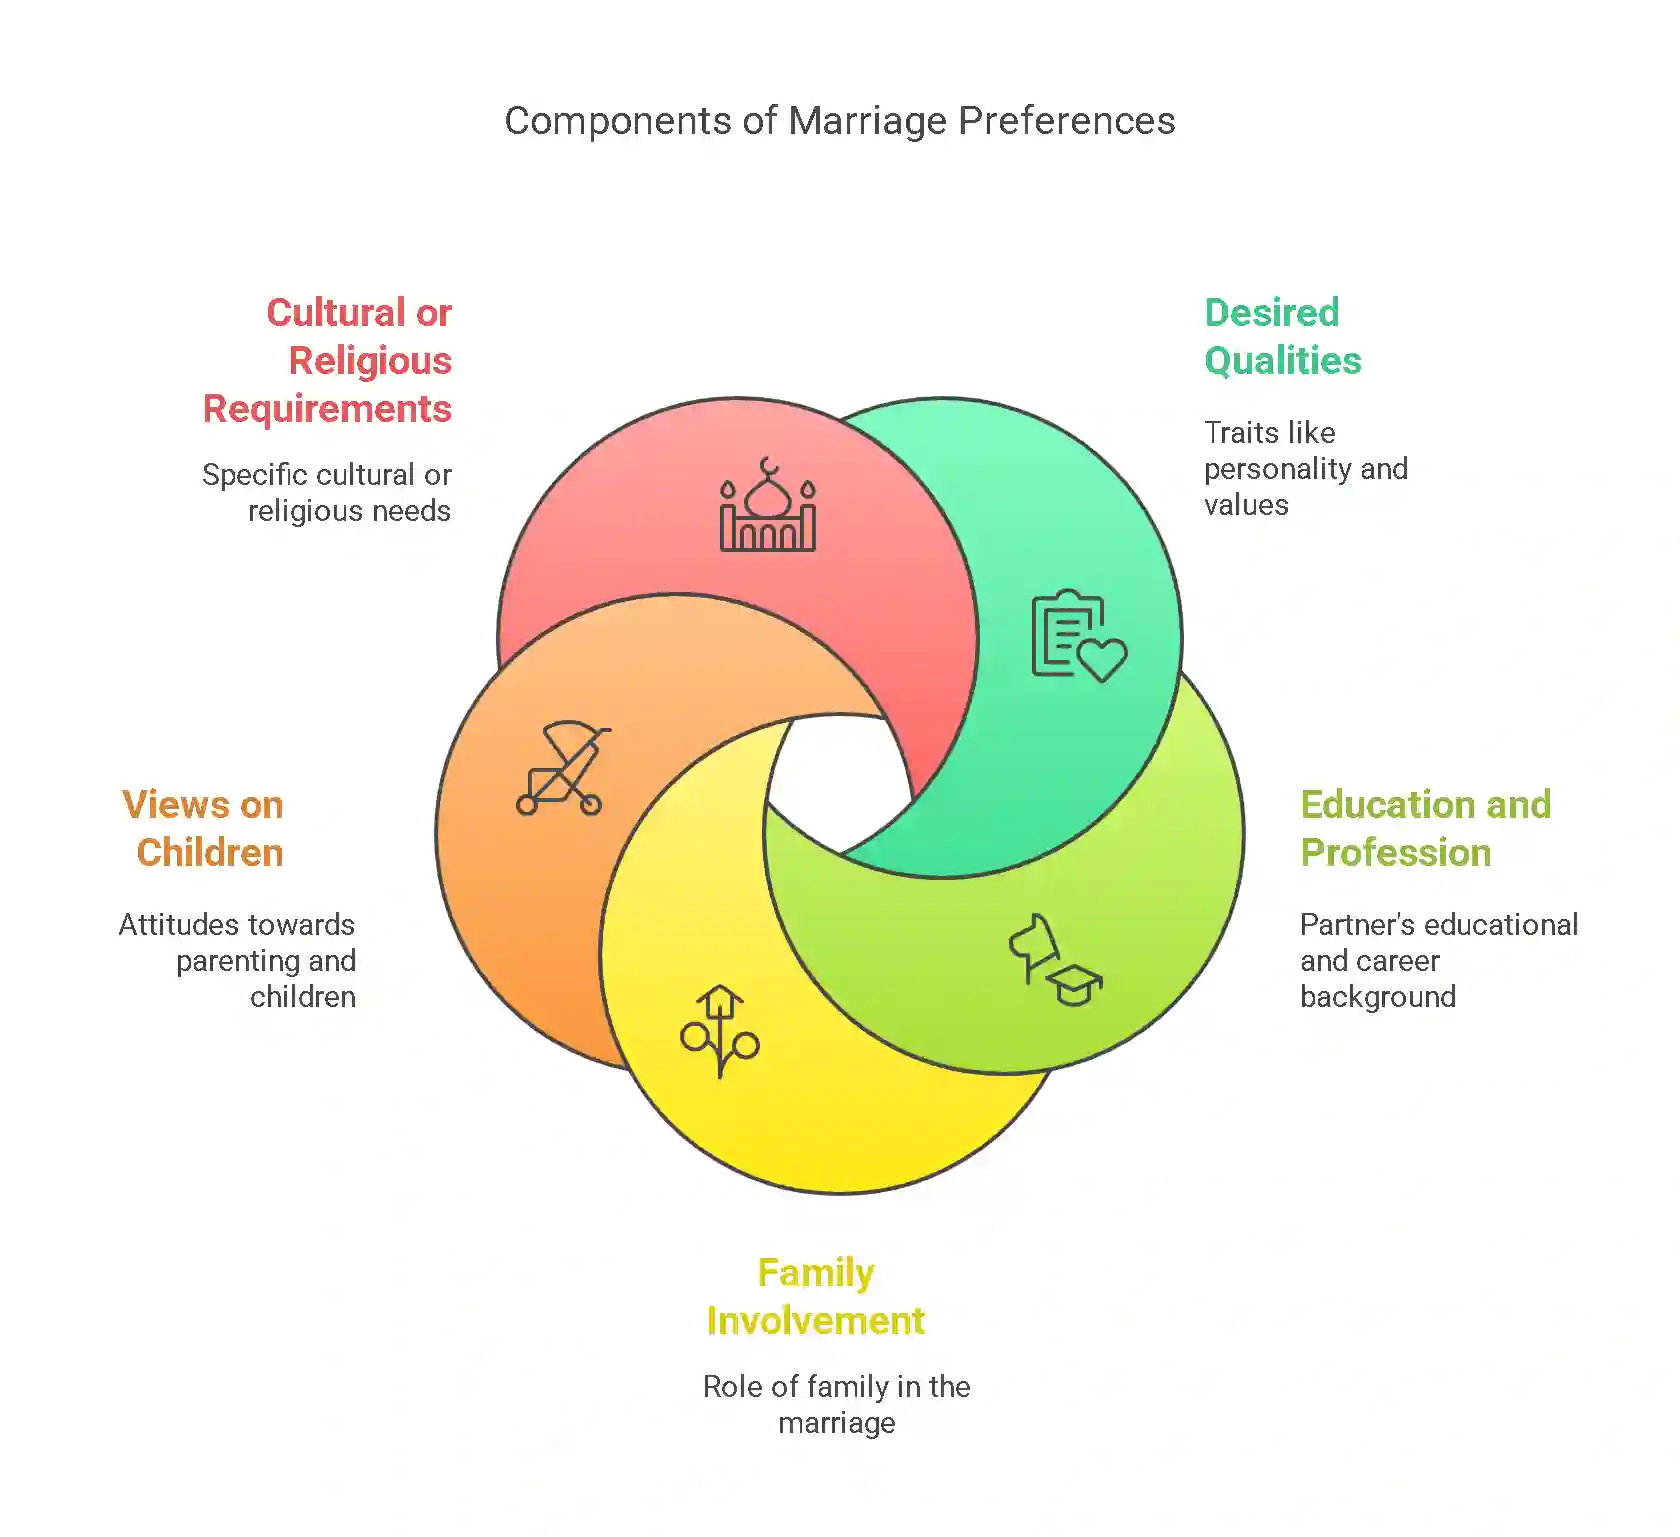 Components of Marriage Preferences
Cultural or
Religious
Requirements
Specific cultural or
religious needs
Desired
Qualities
Traits like
personality and
values
Views on
Children
Attitudes towards
parenting and
children
Education and
Profession
Partner's educational
and career
background
Family
Involvement
Role of family in the
marriage